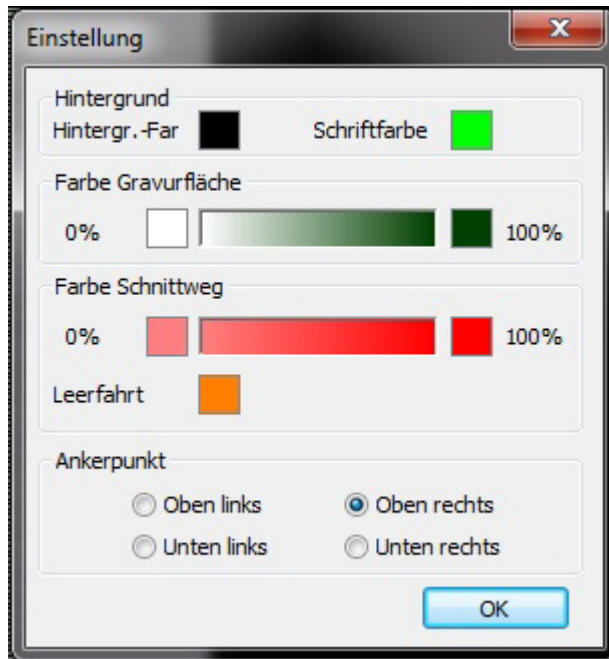 Einstellung
Hintergrund
Hintergr.-Far Schriftfarbe
Farbe Gravurfläche
0% 100%
Farbe Schnittweg
0% 100%
Leerfahrt
Ankerpunkt
Oben links Oben rechts
Unten links Unten rechts
OK